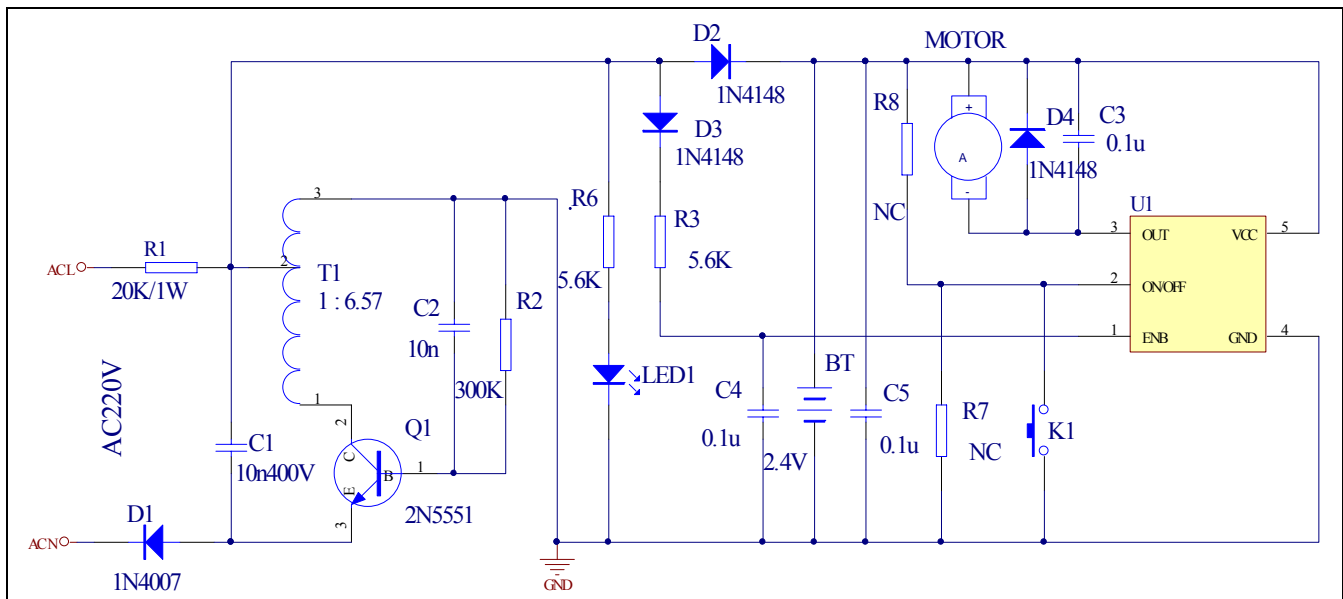 D2
MOTOR
1N4148
R8
D3
1N4148
+
A
-
D4
1N4148
C3
0.1u
3
.R6
NC
U1
R3
5.6K
3 OUT VCC 5
R1
ACL
2
T1
1 : 6.57
20K/1W
5.6K
2 ON/OFF
C2
10n
R2
1 ENB GND 4
300K
LED1
C4
BT
C5
AC220V
1
2
Q1
0.1u
2.4V
0.1u
R7
NC
K1
C1
10n400V
C
B
1
E
2N5551
D1
3
ACN
1N4007
GND